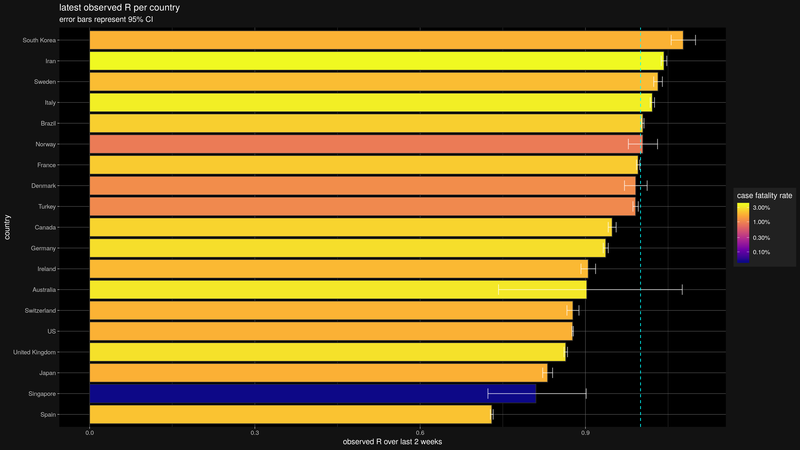 latest observed R per country
error bars represent 95% CI
South Korea
Iran
Sweden
Italy
Brazil
Norway
France
Denmark
Turkey
Canada
Germany
Ireland
Australia
Switzerland
US
United Kingdom
Japan
Singapore
Spain
country
0.0
0.3
0.6
0.9
observed R over last 2 weeks
case fatality rate
3.00%
1.00%
0.30%
0.10%